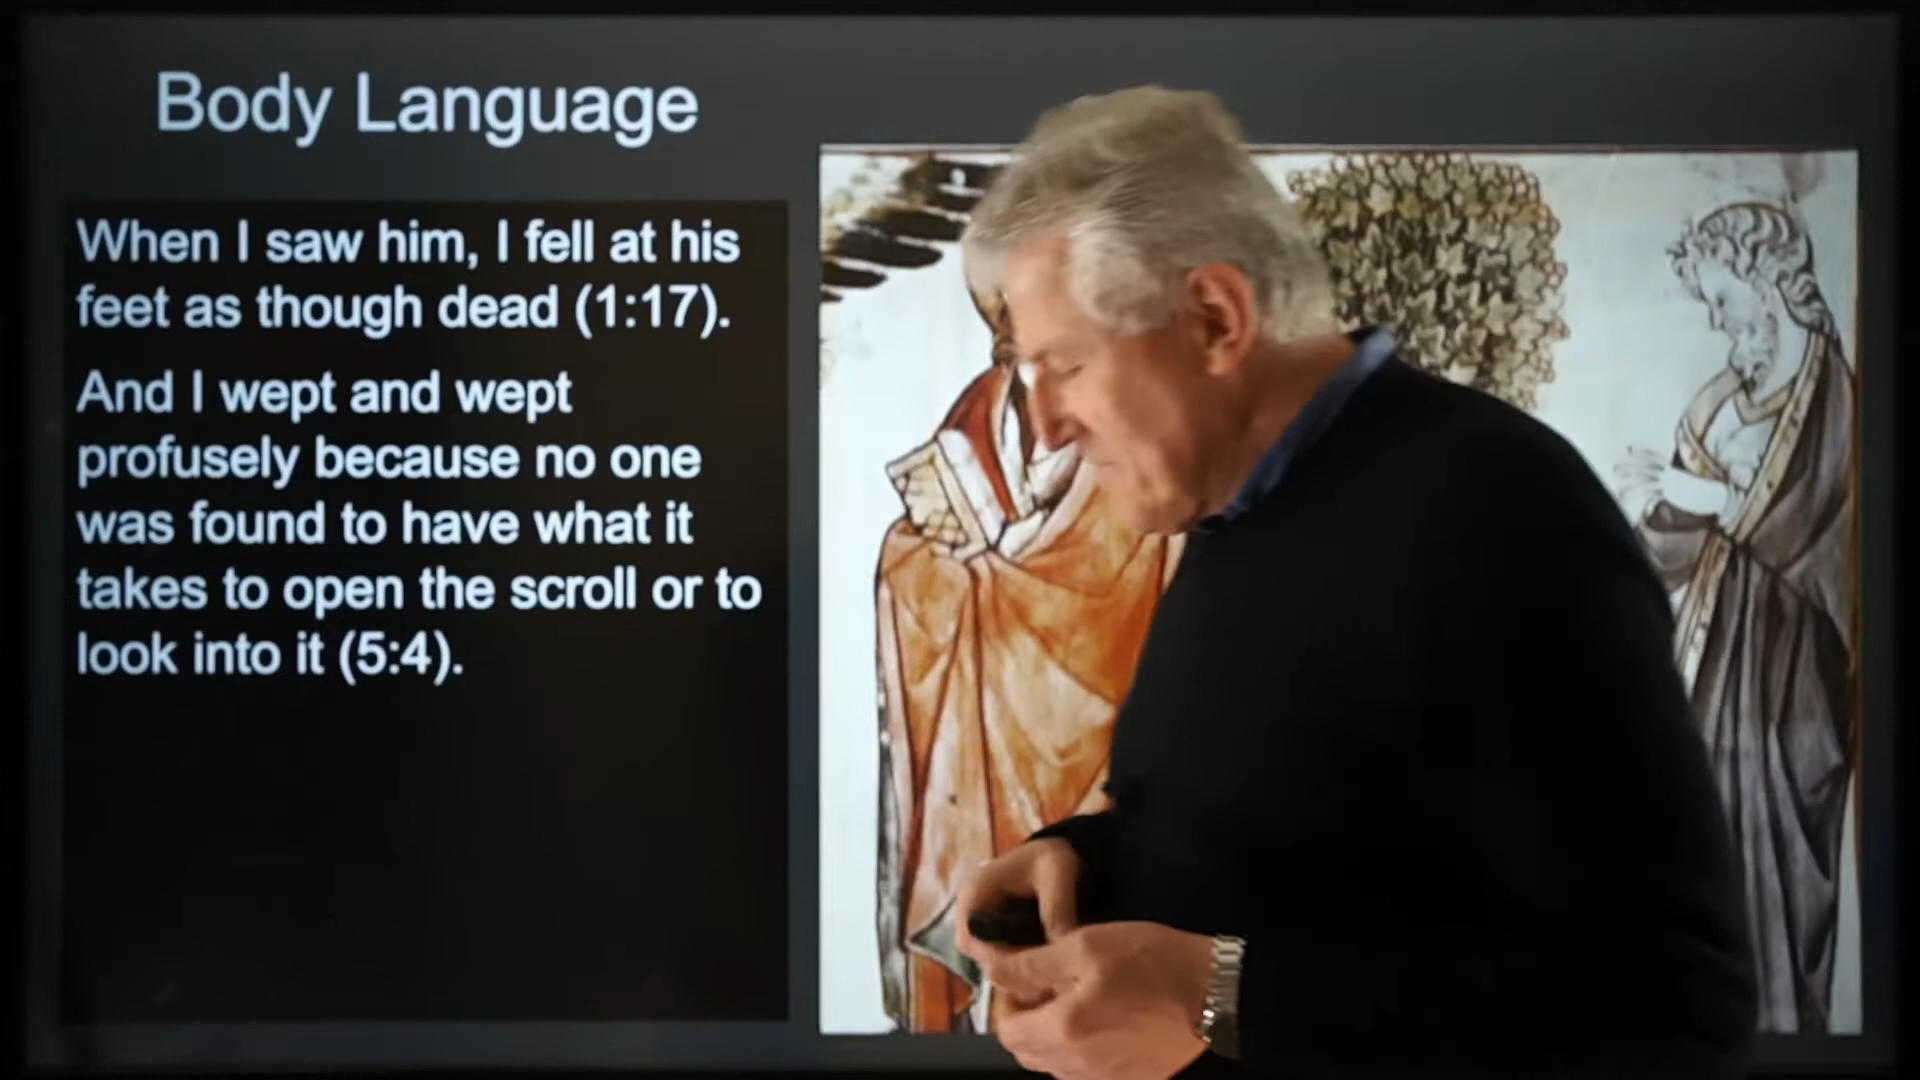 Body Language
When I saw him, I fell at his
feet as though dead (1:17).
And I wept and wept
profusely because no one
was found to have what it
takes to open the scroll or to
look into it (5:4).